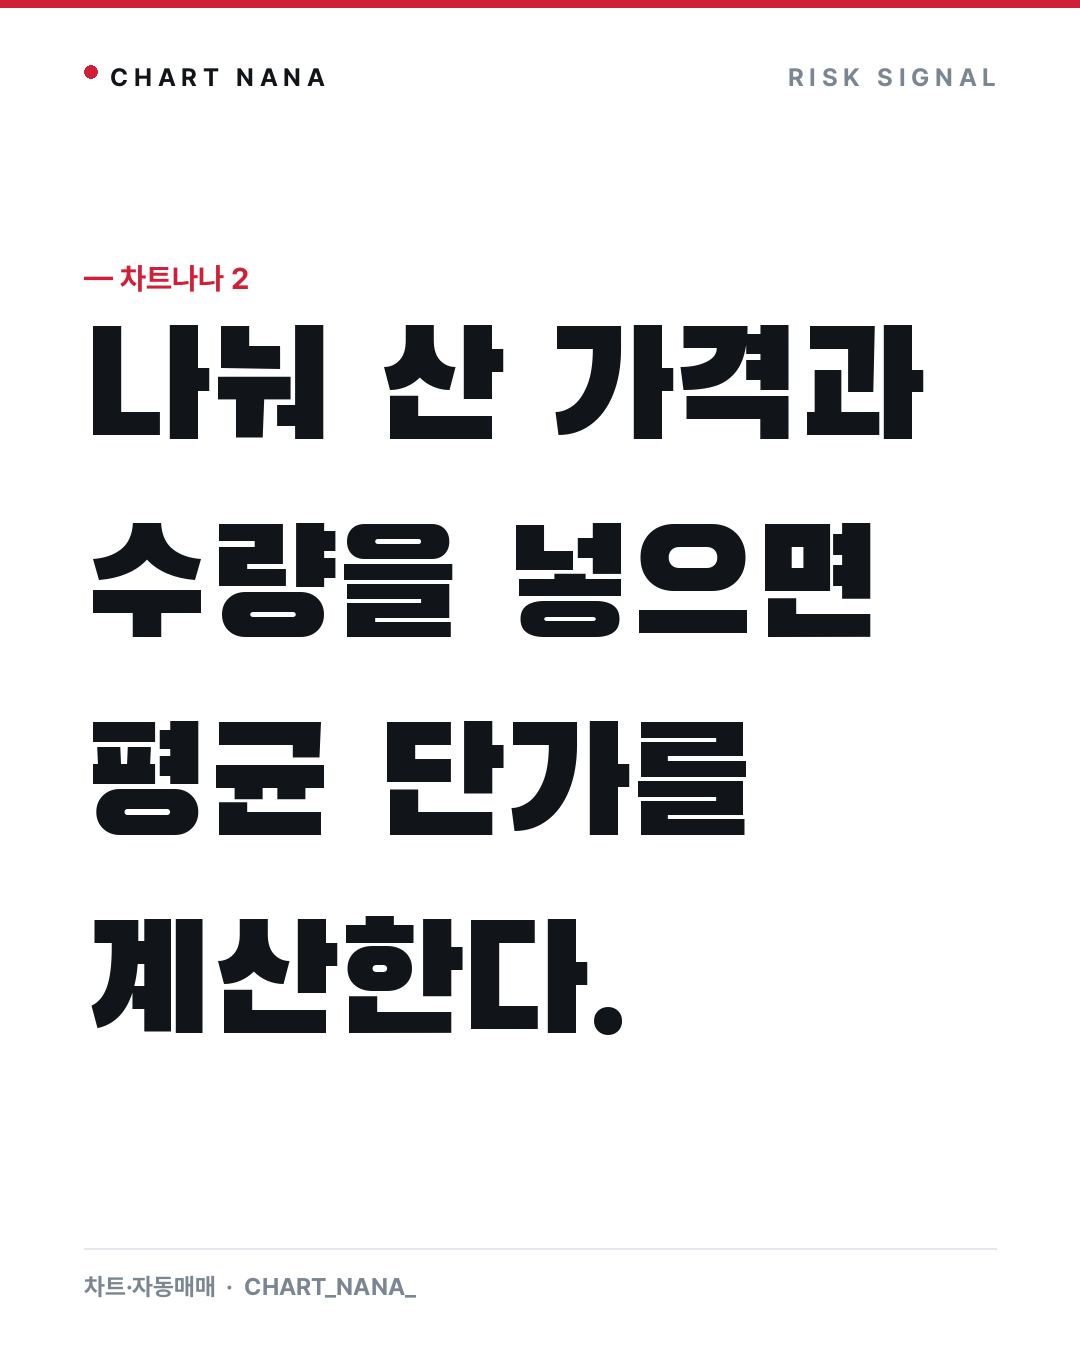 CHART NANA
RISK SIGNAL
— 차트나나 2
나눠 산 가격과
수량을 넣으면
평균 단가를
계산한다.
차트·자동매매 · CHART_NANA_